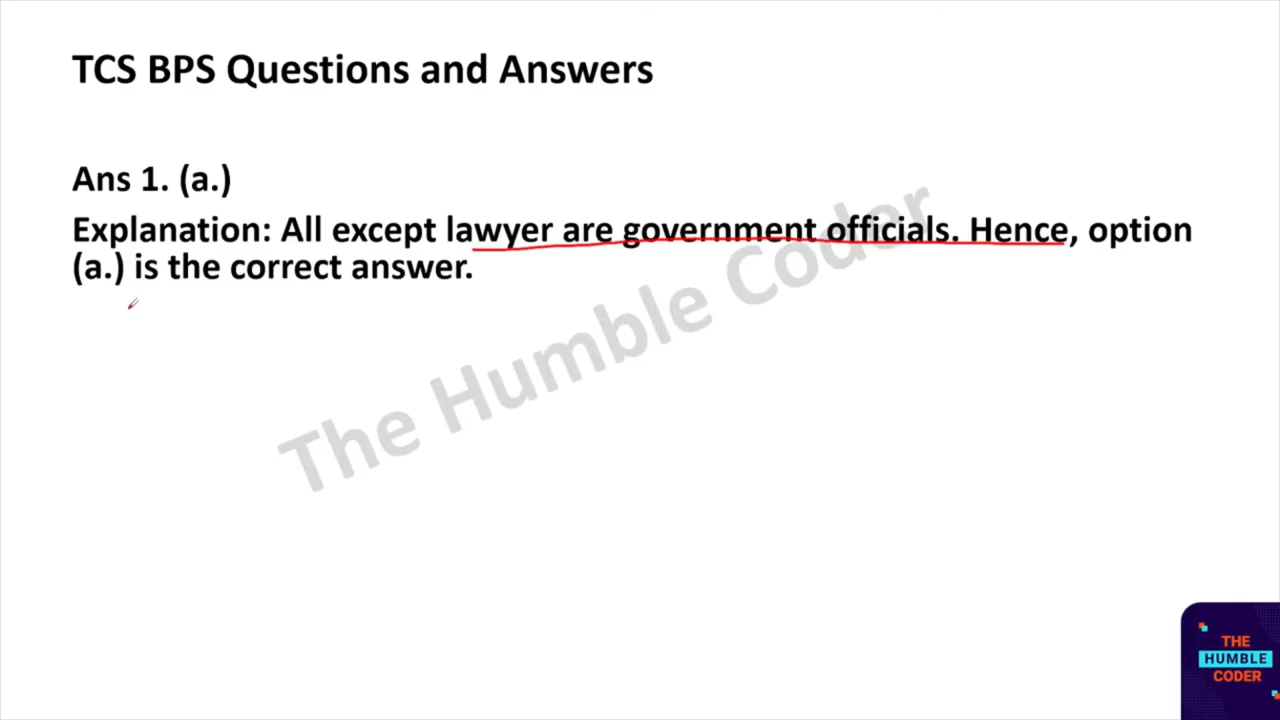 TCS BPS Questions and Answers
Ans 1. (a.)
Explanation: All except lawyer are government officials. Hence, option
(a.) is the correct answer.
The Humble Coder
THE
HUMBLE
CODER